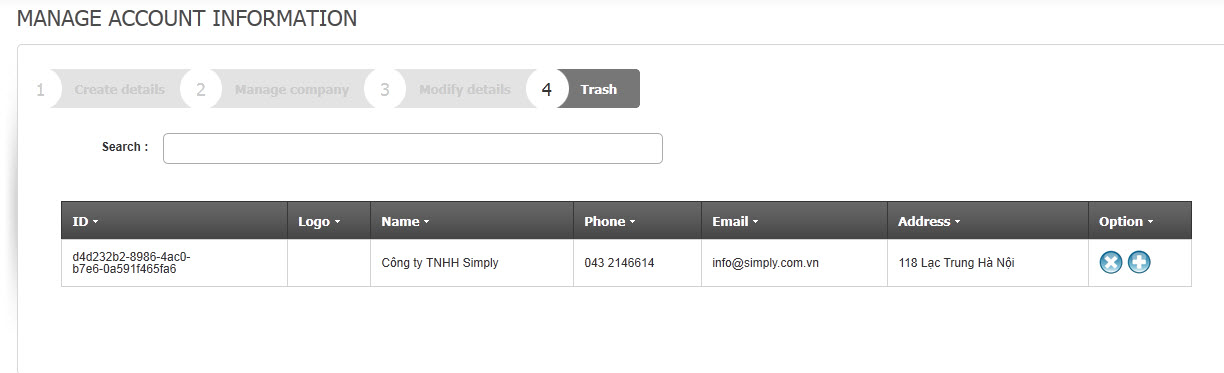 MANAGE ACCOUNT INFORMATION
1 Create details 2 Manage company 3 Modify details 4 Trash
Search :
ID Logo Name Phone Email Address Option
d4d232b2-8986-4ac0-
b7e6-0a591f465fa6 Công ty TNHH Simply 043 2146614 info@simply.com.vn 118 Lạc Trung Hà Nội